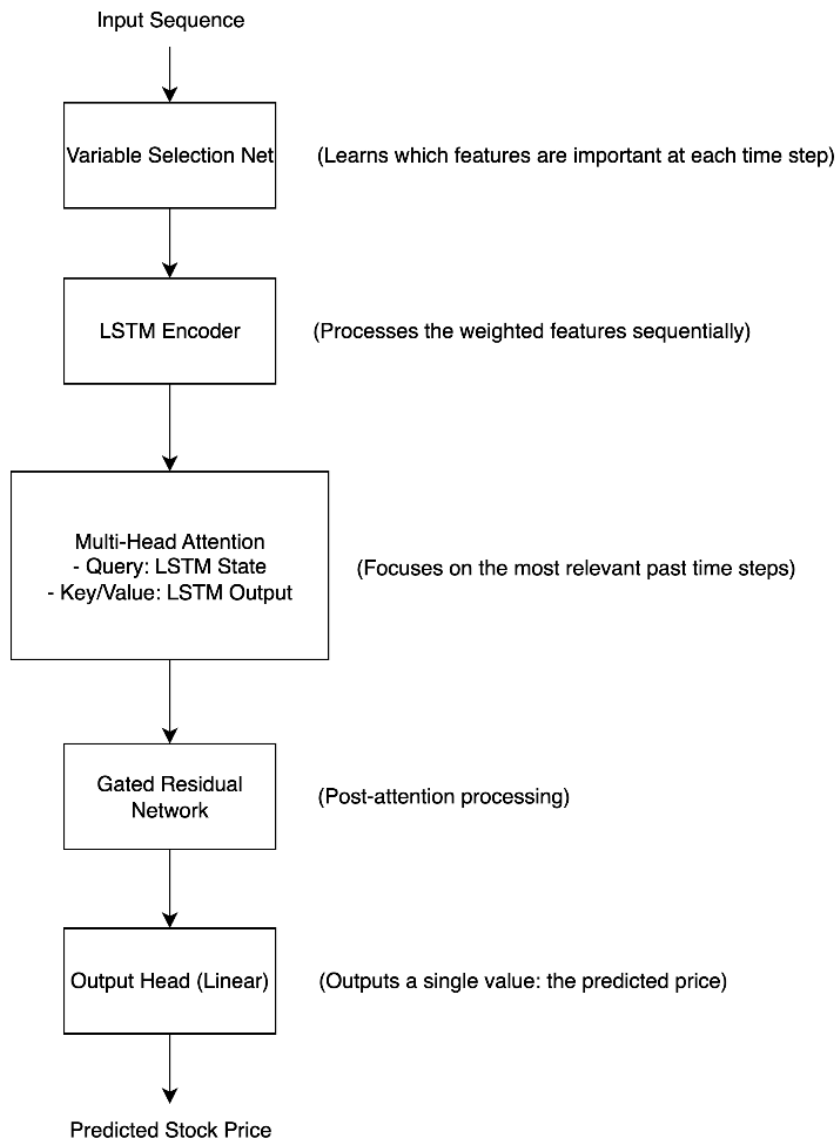 Input Sequence
Variable Selection Net
(Learns which features are important at each time step)
LSTM Encoder
(Processes the weighted features sequentially)
Multi-Head Attention
- Query: LSTM State
- Key/Value: LSTM Output
(Focuses on the most relevant past time steps)
Gated Residual
Network
(Post-attention processing)
Output Head (Linear)
(Outputs a single value: the predicted price)
Predicted Stock Price